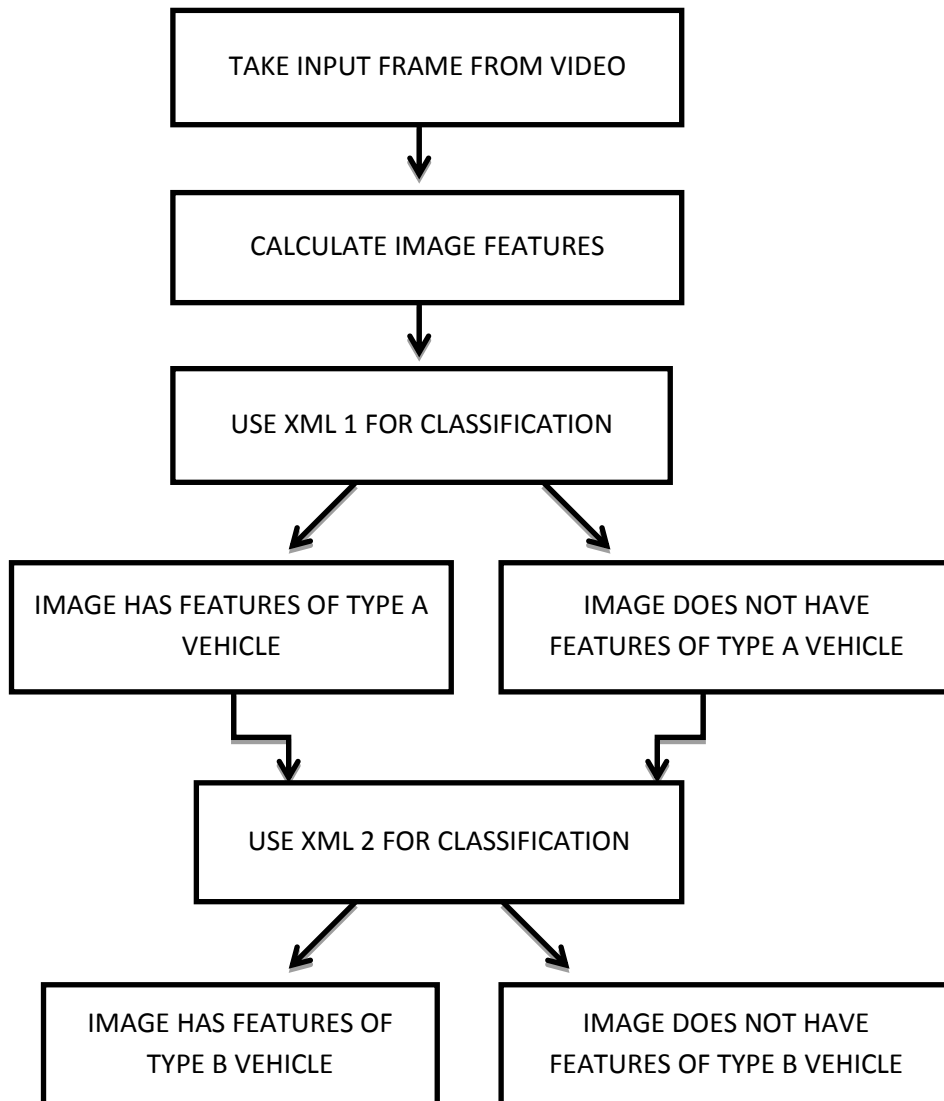 TAKE INPUT FRAME FROM VIDEO
CALCULATE IMAGE FEATURES
USE XML 1 FOR CLASSIFICATION
IMAGE HAS FEATURES OF TYPE A
VEHICLE
IMAGE DOES NOT HAVE
FEATURES OF TYPE A VEHICLE
USE XML 2 FOR CLASSIFICATION
IMAGE HAS FEATURES OF
TYPE B VEHICLE
IMAGE DOES NOT HAVE
FEATURES OF TYPE B VEHICLE